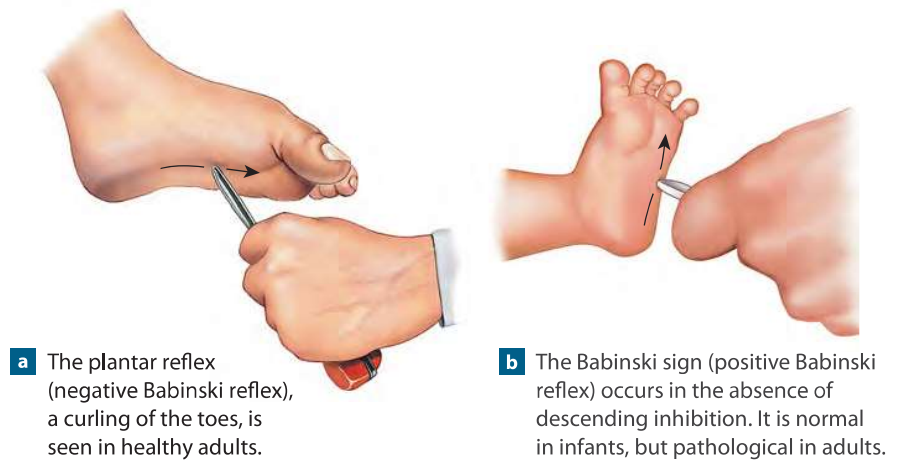 a The plantar reflex
(negative Babinski reflex),
a curling of the toes, is
seen in healthy adults.
b The Babinski sign (positive Babinski
reflex) occurs in the absence of
descending inhibition. It is normal
in infants, but pathological in adults.